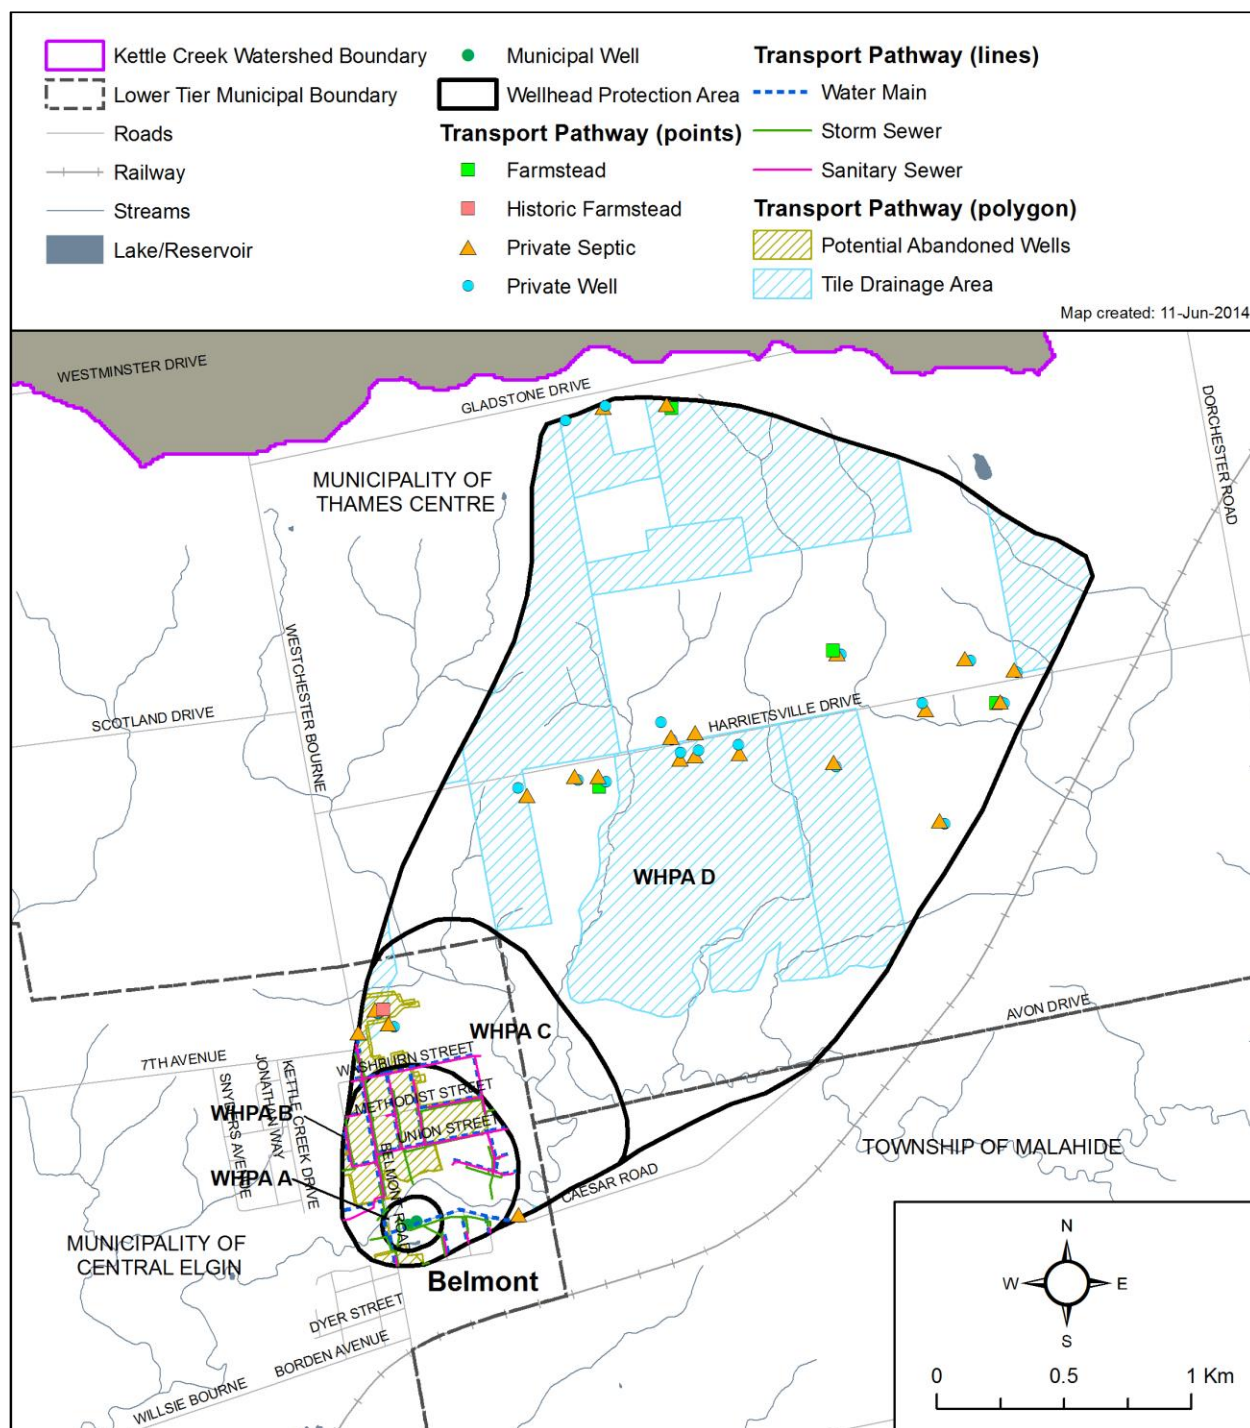 Kettle Creek Watershed Boundary
Lower Tier Municipal Boundary
Roads
Railway
Streams
Lake/Reservoir
Municipal Well
Wellhead Protection Area
Transport Pathway (points)
Farmstead
Historic Farmstead
Private Septic
Private Well
Transport Pathway (lines)
Water Main
Storm Sewer
Sanitary Sewer
Transport Pathway (polygon)
Potential Abandoned Wells
Tile Drainage Area
Map created: 11-Jun-2014
WESTMINSTER DRIVE
GLADSTONE DRIVE
DORCHESTER ROAD
MUNICIPALITY OF
THAMES CENTRE
WESTCHESTER BOURNE
SCOTLAND DRIVE
HARRIETSVILLE DRIVE
WHPA D
AVON DRIVE
WHPA C
7TH AVENUE
WASHBURN STREET
SNYDERS AVENUE
JONATHAN WAY
KETTLE CREEK DRIVE
METHODIST STREET
WHPA B
UNION STREET
BELMONT ROAD
WHPA A
CAESAR ROAD
TOWNSHIP OF MALAHIDE
MUNICIPALITY OF
CENTRAL ELGIN
Belmont
DYER STREET
BORDEN AVENUE
WILLSIE BOURNE
N
W
E
S
0
0.5
1 Km